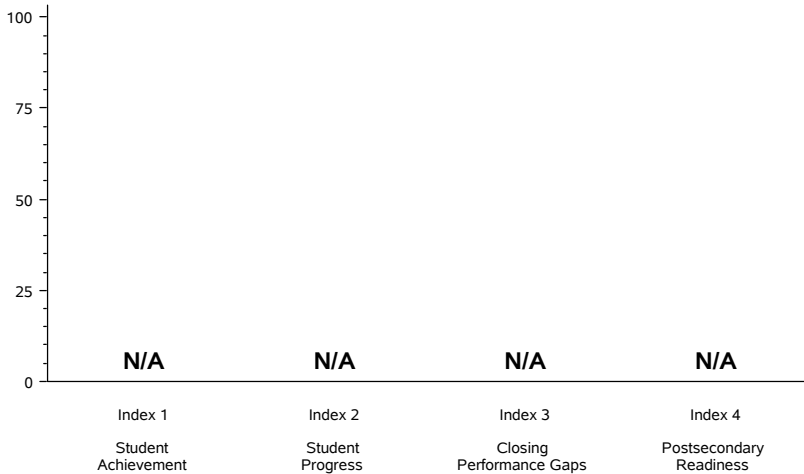 100
75
50
25
0
N/A N/A N/A N/A
Index 1 Index 2 Index 3 Index 4
Student Student Closing Postsecondary
Achievement Progress Performance Gaps Readiness